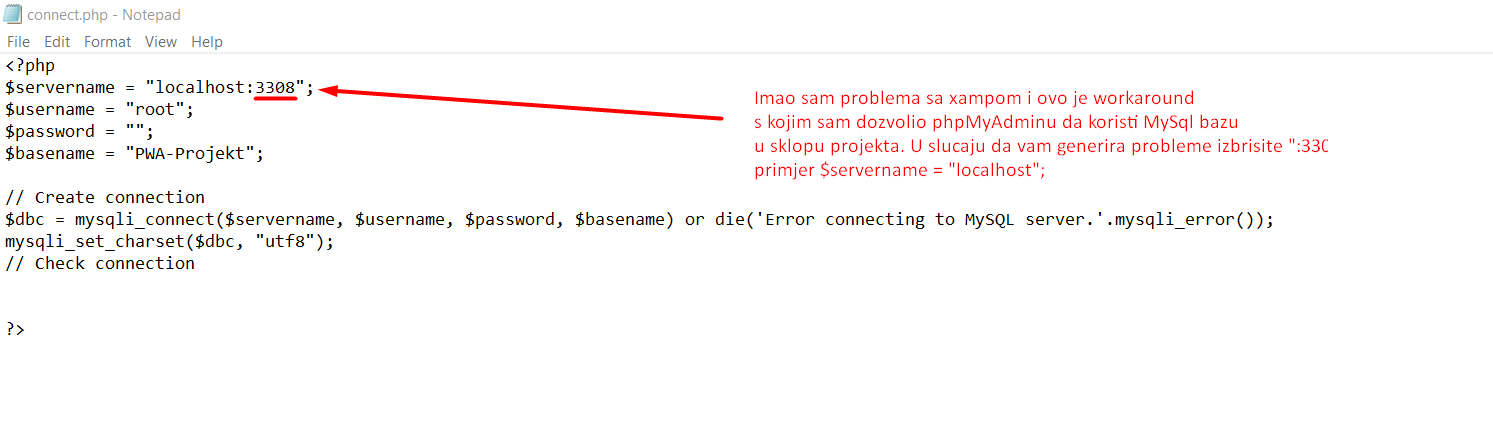 connect.php - Notepad
File Edit Format View Help
<?php
$servername = "localhost:3308";
$username = "root";
$password = "";
$basename = "PWA-Projekt";
// Create connection
$dbc = mysqli_connect($servername, $username, $password, $basename) or die('Error connecting to MySQL server.'.mysqli_error());
mysqli_set_charset($dbc, "utf8");
// Check connection
?>
Imao sam problema sa xampom i ovo je workaround
s kojim sam dozvolio phpMyAdminu da koristi MySql bazu
u sklopu projekta. U slucaju da vam generira probleme izbrisite ":330
primjer $servername = "localhost";